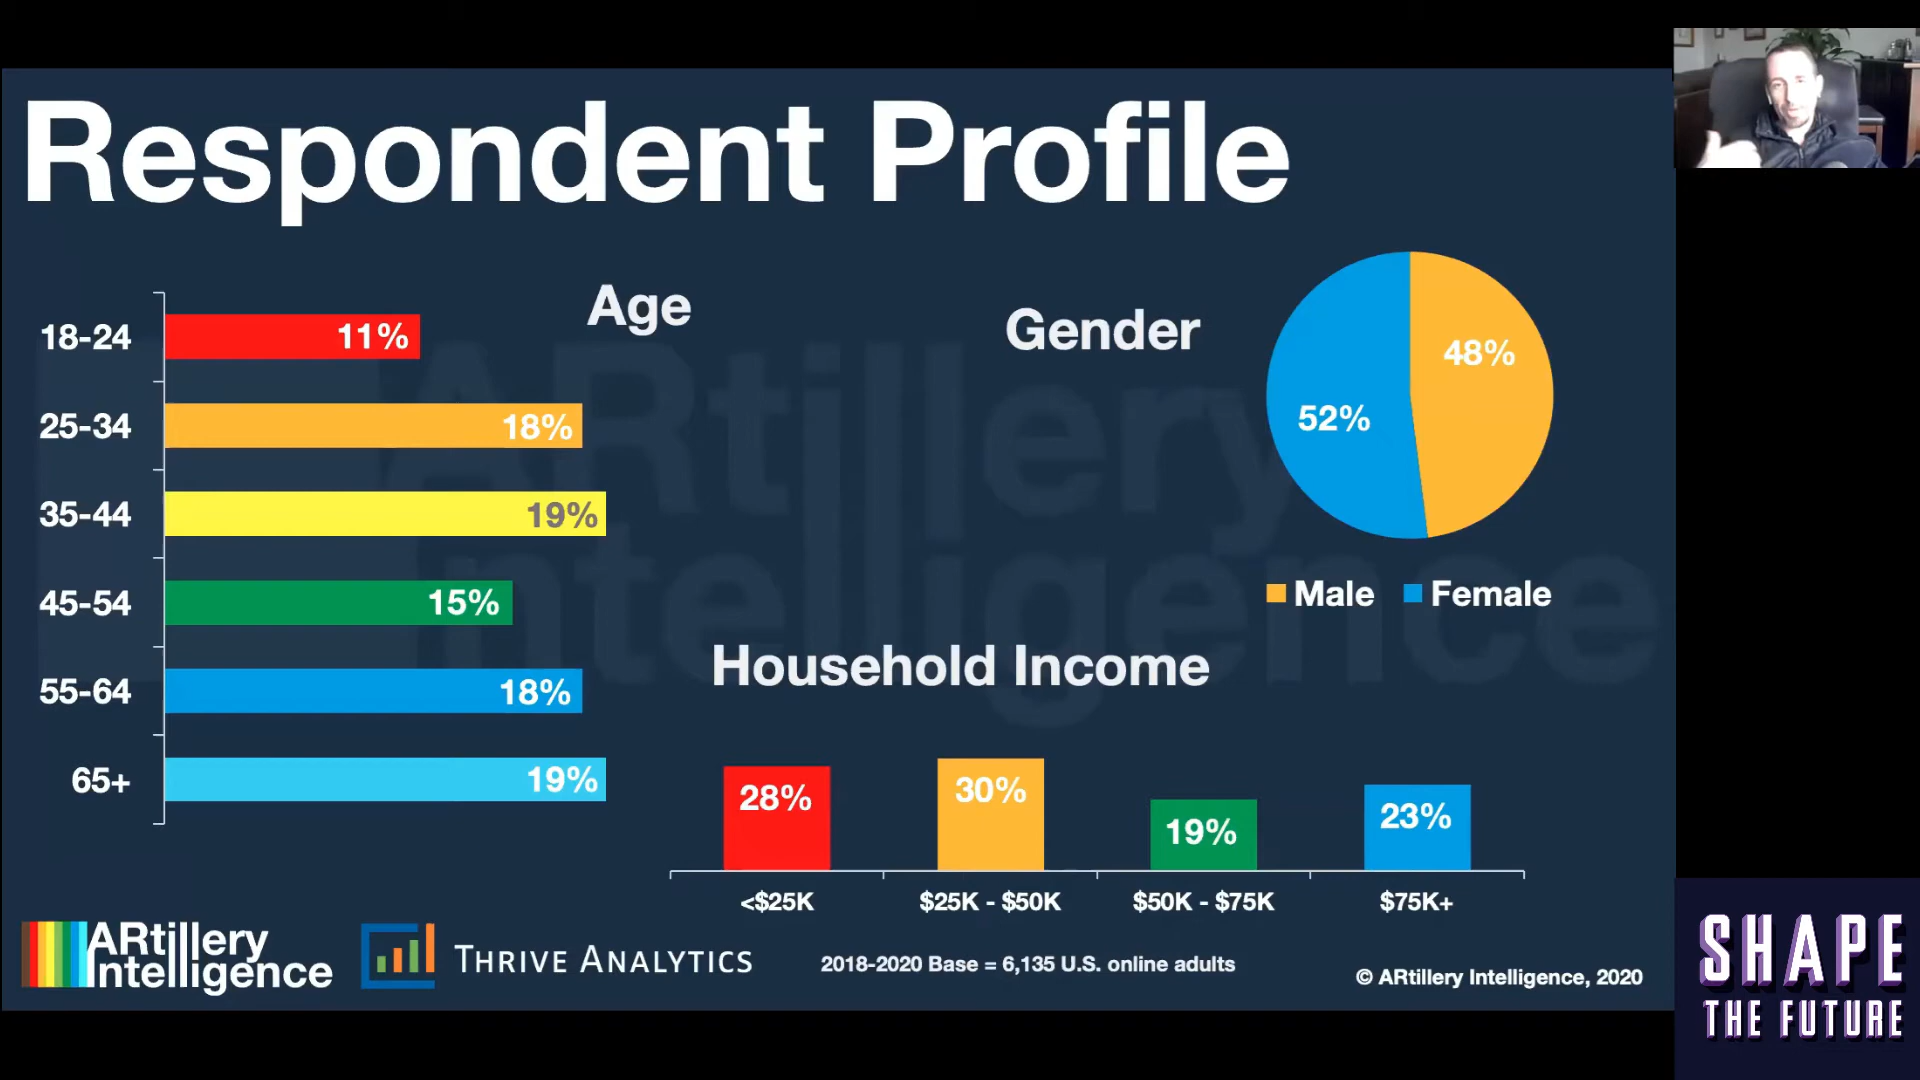 Respondent Profile
Age
18-24
11%
25-34
18%
35-44
19%
45-54
15%
55-64
18%
65+
19%
Gender
48%
52%
Male
Female
Household Income
28%
30%
19%
23%
<$25K
$25K - $50K
$50K - $75K
$75K+
ARtillery
Intelligence
THRIVE ANALYTICS
2018-2020 Base = 6,135 U.S. online adults
© ARtillery Intelligence, 2020
SHAPE
THE FUTURE
ARtillery
Intelligence